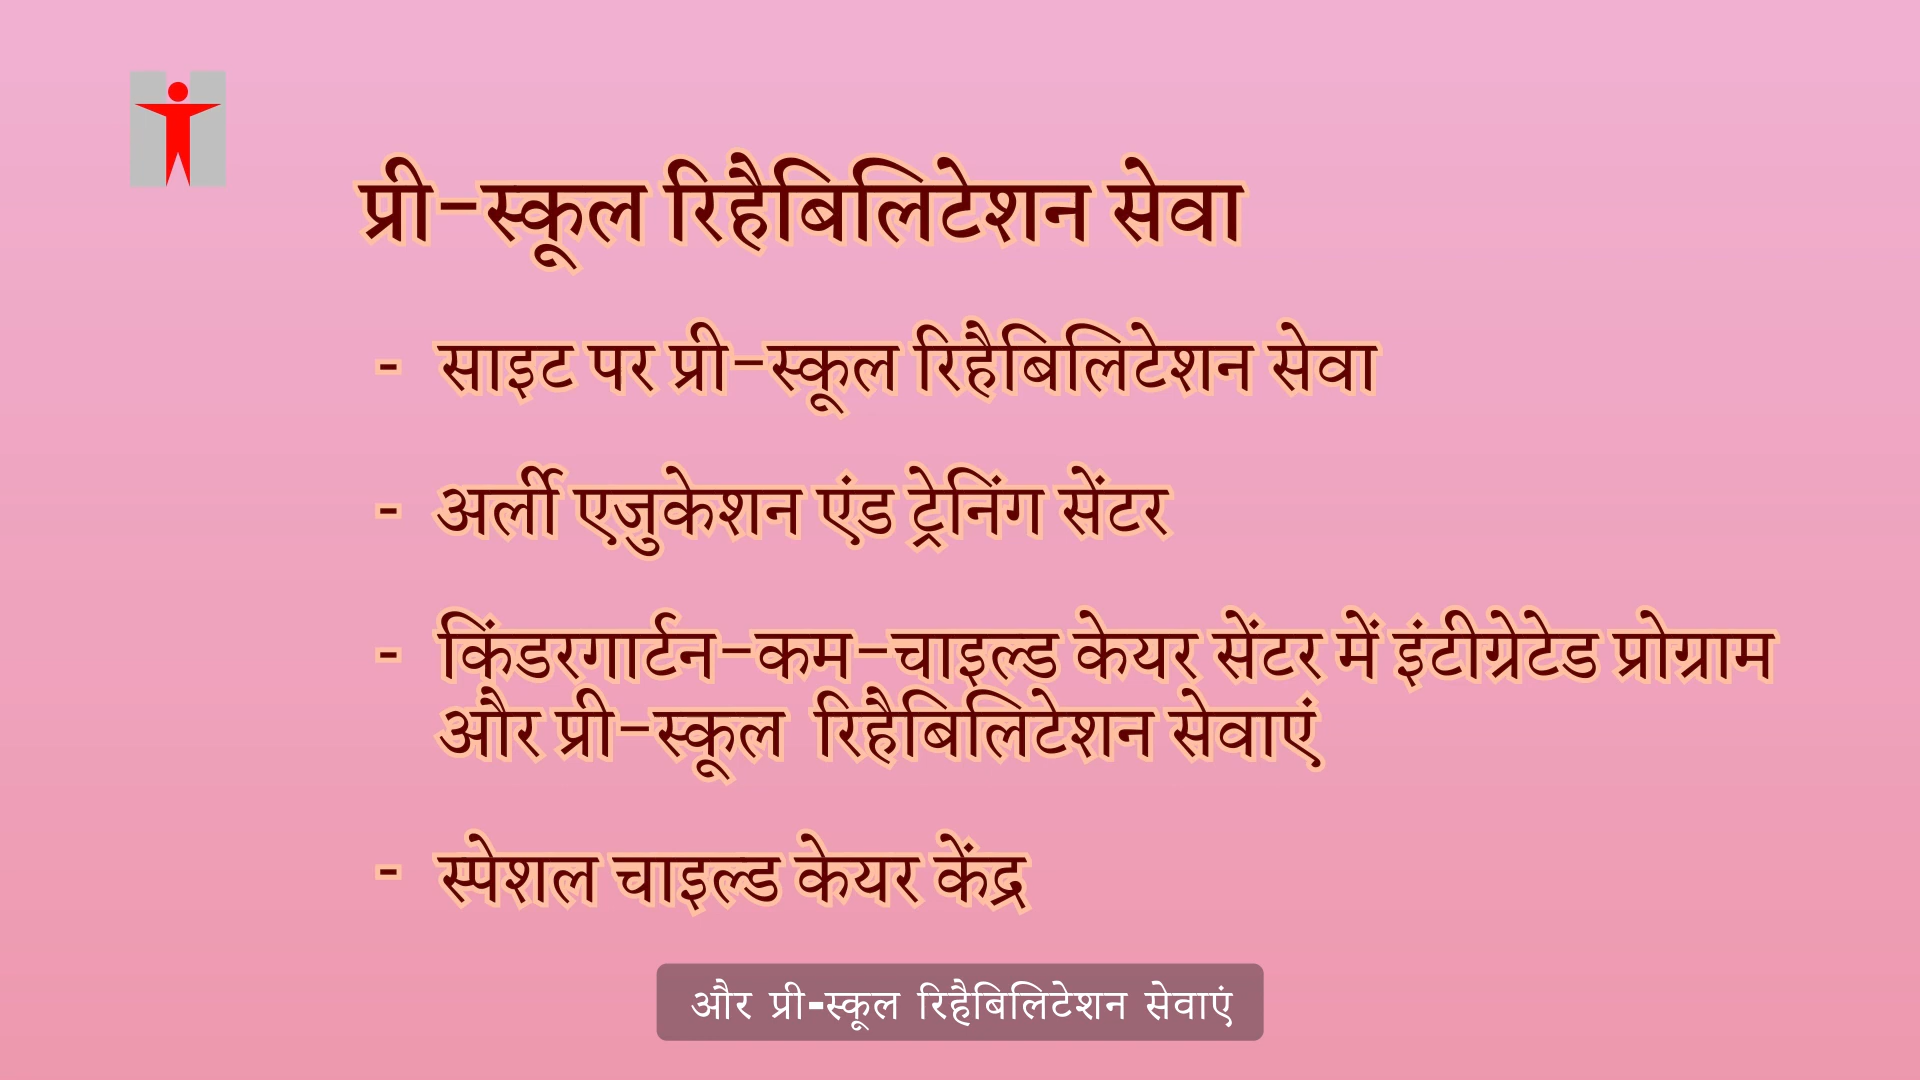 प्री-स्कूल रिहैबिलिटेशन सेवा
- साइट पर प्री-स्कूल रिहैबिलिटेशन सेवा
- अर्ली एजुकेशन एंड ट्रेनिंग सेंटर
- किंडरगार्टन-कम-चाइल्ड केयर सेंटर में इंटीग्रेटेड प्रोग्राम
और प्री-स्कूल रिहैबिलिटेशन सेवाएं
- स्पेशल चाइल्ड केयर केंद्र
और प्री-स्कूल रिहैबिलिटेशन सेवाएं